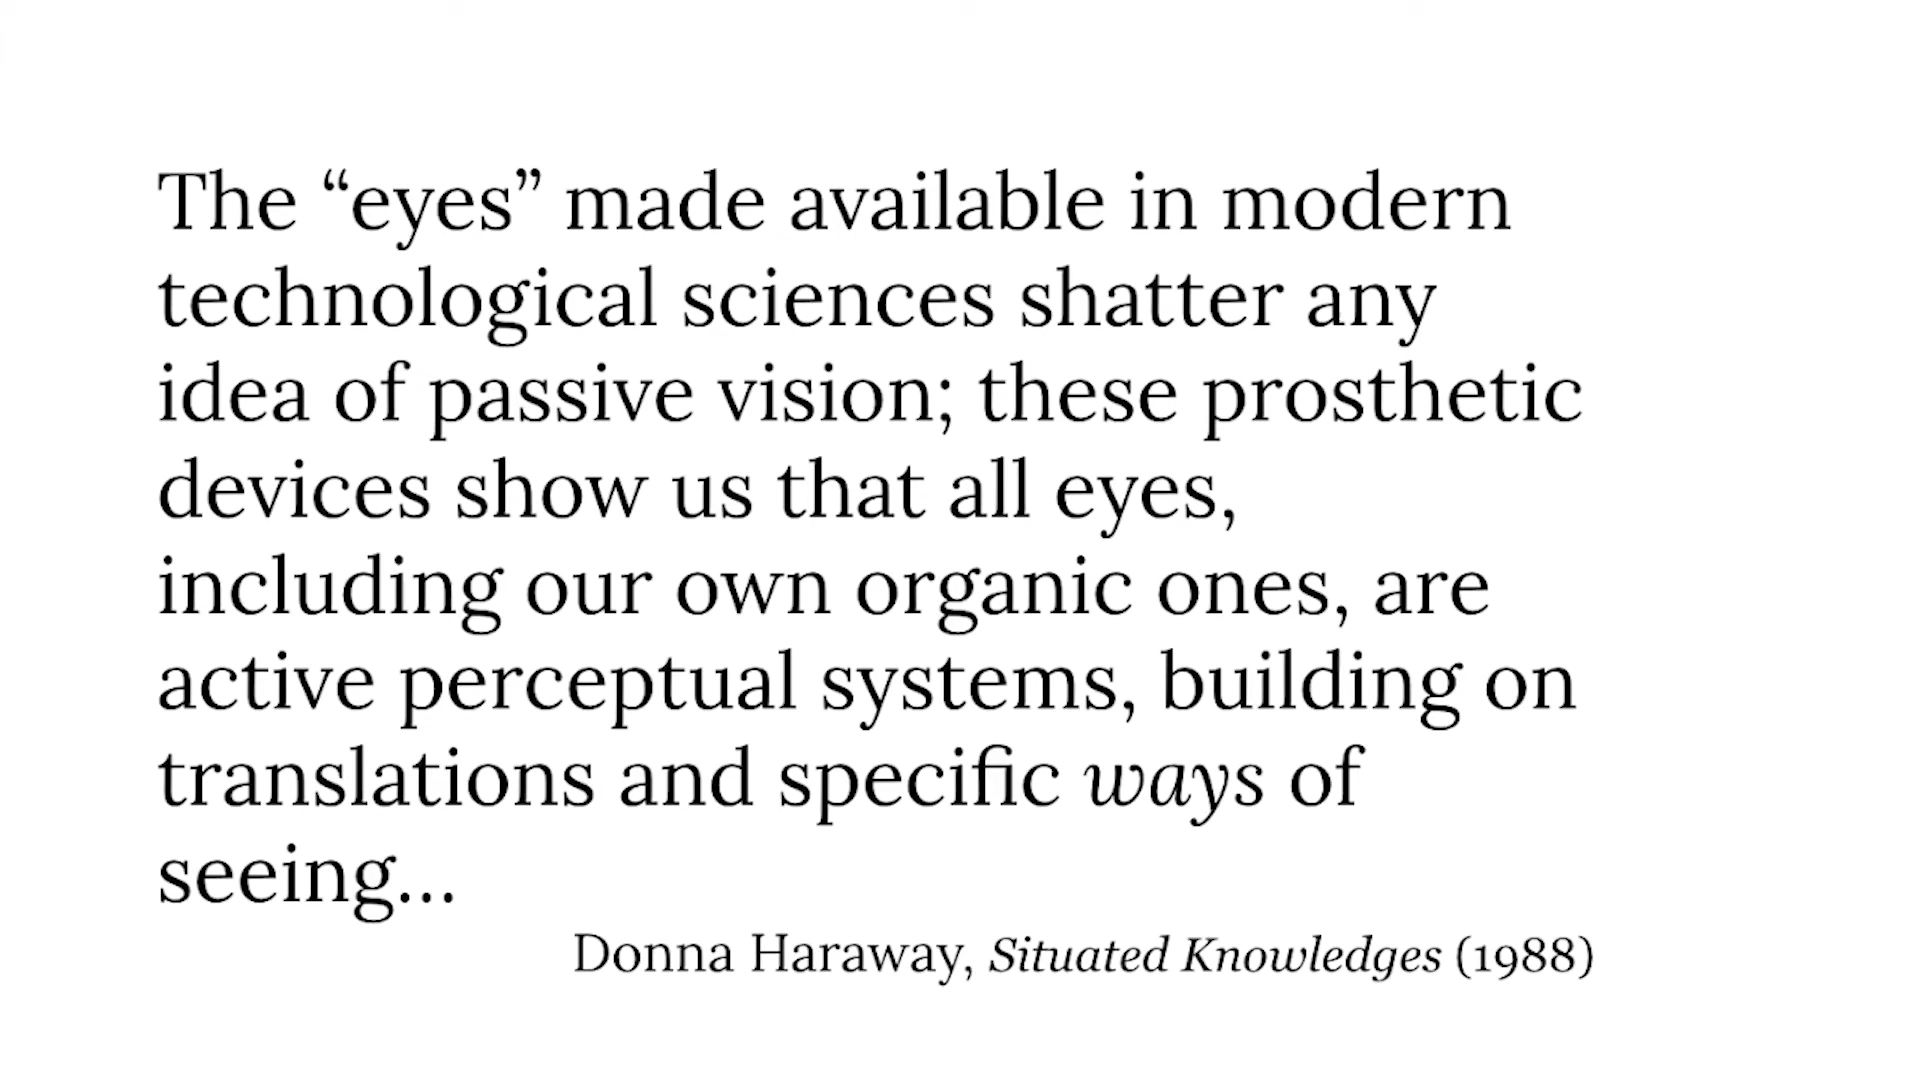 The “eyes” made available in modern
technological sciences shatter any
idea of passive vision; these prosthetic
devices show us that all eyes,
including our own organic ones, are
active perceptual systems, building on
translations and specific ways of
seeing...
Donna Haraway, Situated Knowledges (1988)